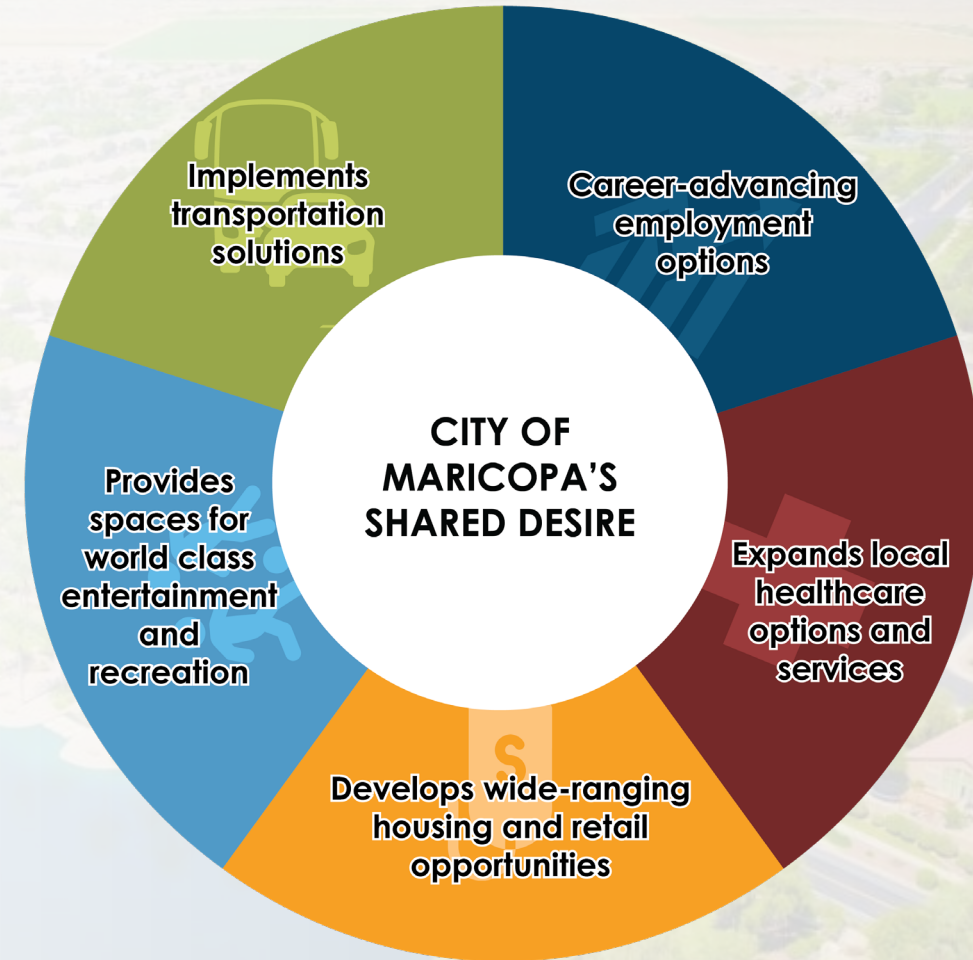 CITY OF
MARICOPA'S
SHARED DESIRE
Career-advancing
employment
options
Expands local
healthcare
options and
services
Develops wide-ranging
housing and retail
opportunities
$
Provides
spaces for
world class
entertainment
and
recreation
Implements
transportation
solutions